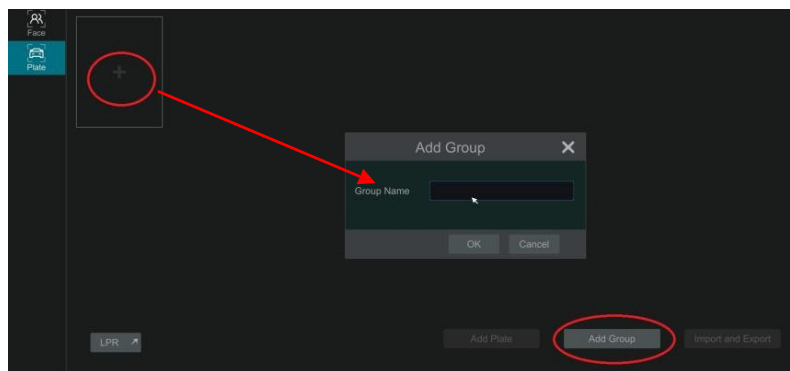 Face
Plate
+
Add Group
Group Name
OK Cancel
LPR
Add Plate Add Group Import and Export